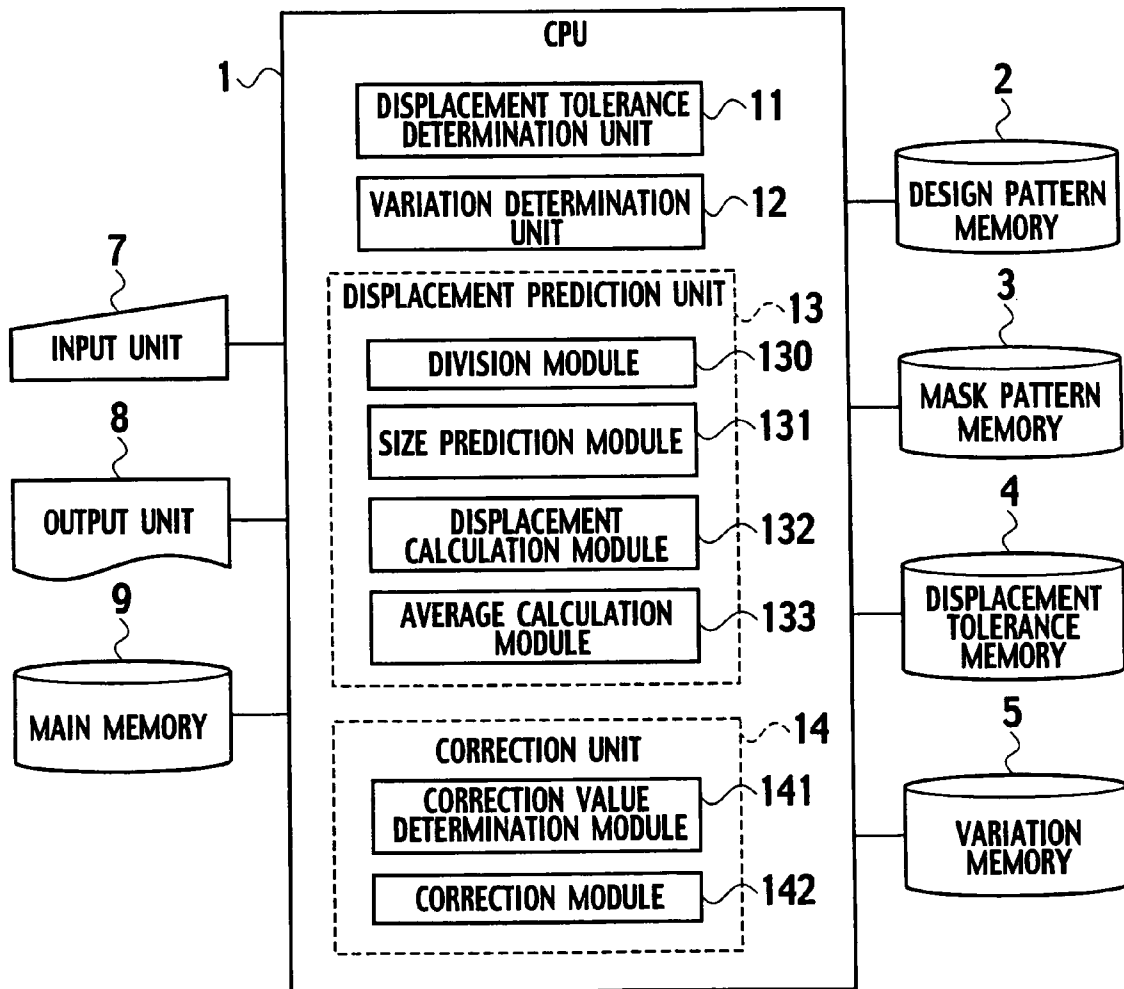 CPU
1
DISPLACEMENT TOLERANCE
DETERMINATION UNIT
11
VARIATION DETERMINATION
UNIT
12
DISPLACEMENT PREDICTION UNIT
13
DIVISION MODULE
130
SIZE PREDICTION MODULE
131
DISPLACEMENT
CALCULATION MODULE
132
AVERAGE CALCULATION
MODULE
133
CORRECTION UNIT
14
CORRECTION VALUE
DETERMINATION MODULE
141
CORRECTION MODULE
142
7
INPUT UNIT
8
OUTPUT UNIT
9
MAIN MEMORY
2
DESIGN PATTERN
MEMORY
3
MASK PATTERN
MEMORY
4
DISPLACEMENT
TOLERANCE
MEMORY
5
VARIATION
MEMORY